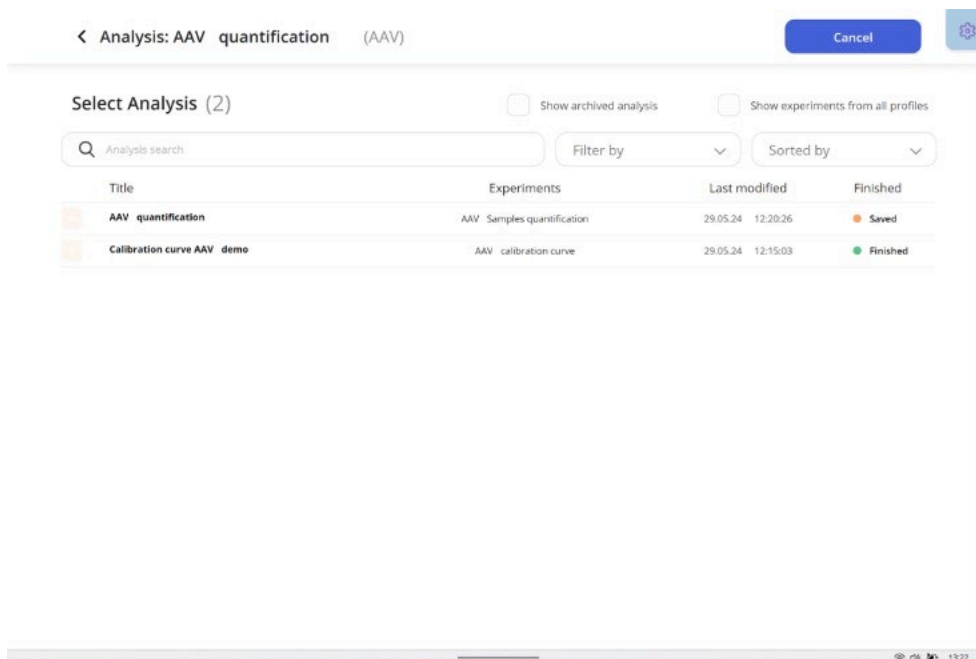 Analysis: AAV quantification (AAV) Cancel
Select Analysis (2) Show archived analysis Show experiments from all profiles
Analysis search Filter by Sorted by
Title Experiments Last modified Finished
AAV quantification AAV Samples quantification 29.05.24 12:20:26 Saved
Calibration curve AAV demo AAV calibration curve 29.05.24 12:15:03 Finished
13:22